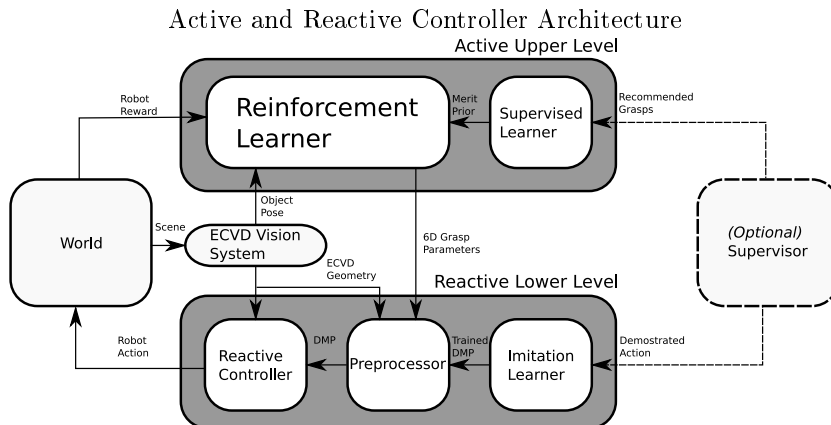 Active and Reactive Controller Architecture
Active Upper Level
Robot
Reward
Reinforcement
Learner
Merit
Prior
Supervised
Learner
Recommended
Grasps
Object
Pose
World
Scene
ECVD Vision
System
6D Grasp
Parameters
(Optional)
Supervisor
ECVD
Geometry
Reactive Lower Level
Robot
Action
Reactive
Controller
DMP
Preprocessor
Trained
DMP
Imitation
Learner
Demostrated
Action